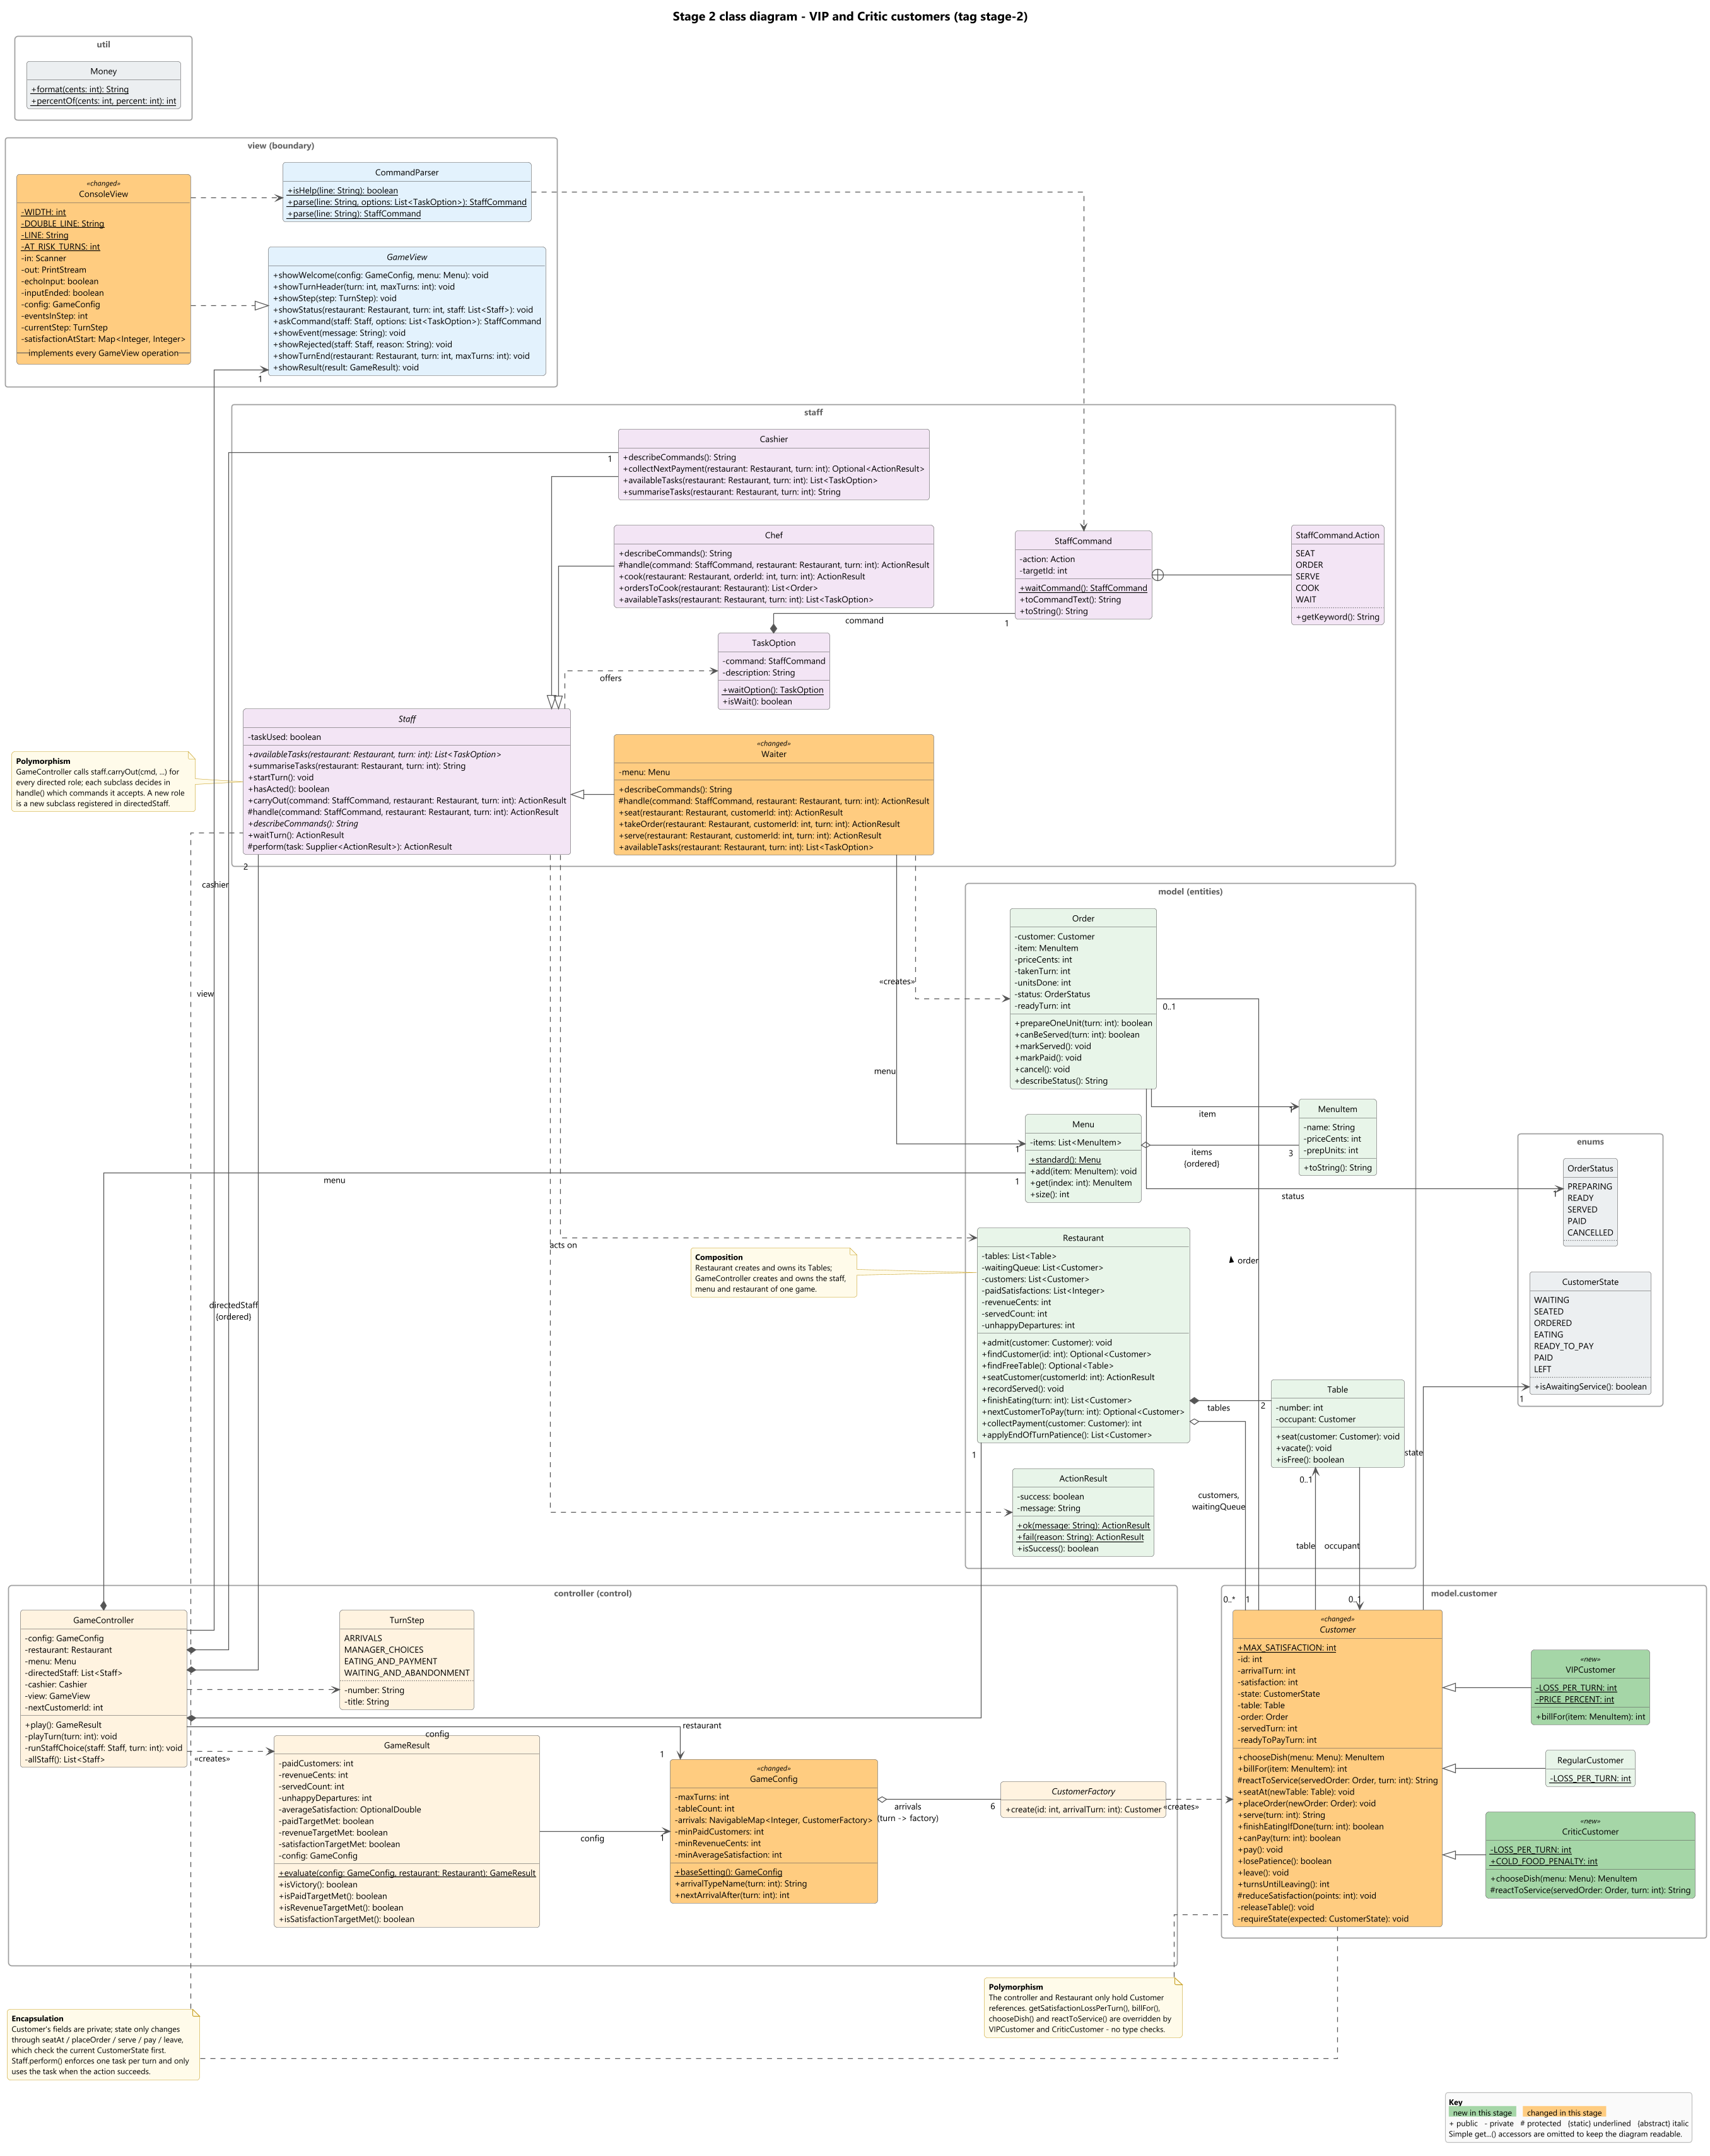 Stage 2 class diagram - VIP and Critic customers (tag stage-2)
util
Money
+format(cents: int): String
+percentOf(cents: int, percent: int): int
view (boundary)
«changed»
ConsoleView
-WIDTH: int
-DOUBLE_LINE: String
-LINE: String
-AT_RISK_TURNS: int
-in: Scanner
-out: PrintStream
-echoInput: boolean
-inputEnded: boolean
-config: GameConfig
-eventsInStep: int
-currentStep: TurnStep
-satisfactionAtStart: Map<Integer, Integer>
implements every GameView operation
CommandParser
+isHelp(line: String): boolean
+parse(line: String, options: List<TaskOption>): StaffCommand
+parse(line: String): StaffCommand
GameView
+showWelcome(config: GameConfig, menu: Menu): void
+showTurnHeader(turn: int, maxTurns: int): void
+showStep(step: TurnStep): void
+showStatus(restaurant: Restaurant, turn: int, staff: List<Staff>): void
+askCommand(staff: Staff, options: List<TaskOption>): StaffCommand
+showEvent(message: String): void
+showRejected(staff: Staff, reason: String): void
+showTurnEnd(restaurant: Restaurant, turn: int, maxTurns: int): void
+showResult(result: GameResult): void
1
staff
Cashier
+describeCommands(): String
+collectNextPayment(restaurant: Restaurant, turn: int): Optional<ActionResult>
+availableTasks(restaurant: Restaurant, turn: int): List<TaskOption>
+summariseTasks(restaurant: Restaurant, turn: int): String
1
Chef
+describeCommands(): String
#handle(command: StaffCommand, restaurant: Restaurant, turn: int): ActionResult
+cook(restaurant: Restaurant, orderId: int, turn: int): ActionResult
+ordersToCook(restaurant: Restaurant): List<Order>
+availableTasks(restaurant: Restaurant, turn: int): List<TaskOption>
StaffCommand
-action: Action
-targetId: int
+waitCommand(): StaffCommand
+toCommandText(): String
+toString(): String
StaffCommand.Action
SEAT
ORDER
SERVE
COOK
WAIT
+getKeyword(): String
command
1
TaskOption
-command: StaffCommand
-description: String
+waitOption(): TaskOption
+isWait(): boolean
offers
Staff
-taskUsed: boolean
+availableTasks(restaurant: Restaurant, turn: int): List<TaskOption>
+summariseTasks(restaurant: Restaurant, turn: int): String
+startTurn(): void
+hasActed(): boolean
+carryOut(command: StaffCommand, restaurant: Restaurant, turn: int): ActionResult
#handle(command: StaffCommand, restaurant: Restaurant, turn: int): ActionResult
+describeCommands(): String
+waitTurn(): ActionResult
#perform(task: Supplier<ActionResult>): ActionResult
2
«changed»
Waiter
-menu: Menu
+describeCommands(): String
#handle(command: StaffCommand, restaurant: Restaurant, turn: int): ActionResult
+seat(restaurant: Restaurant, customerId: int): ActionResult
+takeOrder(restaurant: Restaurant, customerId: int, turn: int): ActionResult
+serve(restaurant: Restaurant, customerId: int, turn: int): ActionResult
+availableTasks(restaurant: Restaurant, turn: int): List<TaskOption>
Polymorphism
GameController calls staff.carryOut(cmd, ...) for
every directed role; each subclass decides in
handle() which commands it accepts. A new role
is a new subclass registered in directedStaff.
cashier
view
directedStaff
(ordered)
menu
acts on
«creates»
menu
model (entities)
Order
-customer: Customer
-item: MenuItem
-priceCents: int
-takenTurn: int
-unitsDone: int
-status: OrderStatus
-readyTurn: int
+prepareOneUnit(turn: int): boolean
+canBeServed(turn: int): boolean
+markServed(): void
+markPaid(): void
+cancel(): void
+describeStatus(): String
0..1
item
1
MenuItem
-name: String
-priceCents: int
-prepUnits: int
+toString(): String
Menu
-items: List<MenuItem>
+standard(): Menu
+add(item: MenuItem): void
+get(index: int): MenuItem
+size(): int
1
1
items
(ordered)
3
status
1
order
enums
OrderStatus
PREPARING
READY
SERVED
PAID
CANCELLED
CustomerState
WAITING
SEATED
ORDERED
EATING
READY_TO_PAY
PAID
LEFT
+isAwaitingService(): boolean
1
Composition
Restaurant creates and owns its Tables;
GameController creates and owns the staff,
menu and restaurant of one game.
Restaurant
-tables: List<Table>
-waitingQueue: List<Customer>
-customers: List<Customer>
-paidSatisfactions: List<Integer>
-revenueCents: int
-servedCount: int
-unhappyDepartures: int
+admit(customer: Customer): void
+findCustomer(id: int): Optional<Customer>
+findFreeTable(): Optional<Table>
+seatCustomer(customerId: int): ActionResult
+recordServed(): void
+finishEating(turn: int): List<Customer>
+nextCustomerToPay(turn: int): Optional<Customer>
+collectPayment(customer: Customer): int
+applyEndOfTurnPatience(): List<Customer>
1
tables
2
Table
-number: int
-occupant: Customer
+seat(customer: Customer): void
+vacate(): void
+isFree(): boolean
0..1
state
customers,
waitingQueue
table
occupant
ActionResult
-success: boolean
-message: String
+ok(message: String): ActionResult
+fail(reason: String): ActionResult
+isSuccess(): boolean
controller (control)
GameController
-config: GameConfig
-restaurant: Restaurant
-menu: Menu
-directedStaff: List<Staff>
-cashier: Cashier
-view: GameView
-nextCustomerId: int
+play(): GameResult
-playTurn(turn: int): void
-runStaffChoice(staff: Staff, turn: int): void
-allStaff(): List<Staff>
TurnStep
ARRIVALS
MANAGER_CHOICES
EATING_AND_PAYMENT
WAITING_AND_ABANDONMENT
-number: String
-title: String
restaurant
config
«creates»
GameResult
-paidCustomers: int
-revenueCents: int
-servedCount: int
-unhappyDepartures: int
-averageSatisfaction: OptionalDouble
-paidTargetMet: boolean
-revenueTargetMet: boolean
-satisfactionTargetMet: boolean
-config: GameConfig
+evaluate(config: GameConfig, restaurant: Restaurant): GameResult
+isVictory(): boolean
+isPaidTargetMet(): boolean
+isRevenueTargetMet(): boolean
+isSatisfactionTargetMet(): boolean
config
1
1
«changed»
GameConfig
-maxTurns: int
-tableCount: int
-arrivals: NavigableMap<Integer, CustomerFactory>
-minPaidCustomers: int
-minRevenueCents: int
-minAverageSatisfaction: int
+baseSetting(): GameConfig
+arrivalTypeName(turn: int): String
+nextArrivalAfter(turn: int): int
arrivals
(turn -> factory)
6
CustomerFactory
+create(id: int, arrivalTurn: int): Customer
«creates»
model.customer
0..*
1
0..1
«changed»
Customer
+MAX_SATISFACTION: int
-id: int
-arrivalTurn: int
-satisfaction: int
-state: CustomerState
-table: Table
-order: Order
-servedTurn: int
-readyToPayTurn: int
+chooseDish(menu: Menu): MenuItem
+billFor(item: MenuItem): int
#reactToService(servedOrder: Order, turn: int): String
+seatAt(newTable: Table): void
+placeOrder(newOrder: Order): void
+serve(turn: int): String
+finishEatingIfDone(turn: int): boolean
+canPay(turn: int): boolean
+pay(): void
+losePatience(): boolean
+leave(): void
+turnsUntilLeaving(): int
#reduceSatisfaction(points: int): void
-releaseTable(): void
-requireState(expected: CustomerState): void
«new»
VIPCustomer
-LOSS_PER_TURN: int
-PRICE_PERCENT: int
+billFor(item: MenuItem): int
RegularCustomer
-LOSS_PER_TURN: int
«new»
CriticCustomer
-LOSS_PER_TURN: int
+COLD_FOOD_PENALTY: int
+chooseDish(menu: Menu): MenuItem
#reactToService(servedOrder: Order, turn: int): String
Polymorphism
The controller and Restaurant only hold Customer
references. getSatisfactionLossPerTurn(), billFor(),
chooseDish() and reactToService() are overridden by
VIPCustomer and CriticCustomer - no type checks.
Encapsulation
Customer's fields are private; state only changes
through seatAt / placeOrder / serve / pay / leave,
which check the current CustomerState first.
Staff.perform() enforces one task per turn and only
uses the task when the action succeeds.
Key
new in this stage changed in this stage
+ public - private # protected (static) underlined (abstract) italic
Simple get...() accessors are omitted to keep the diagram readable.